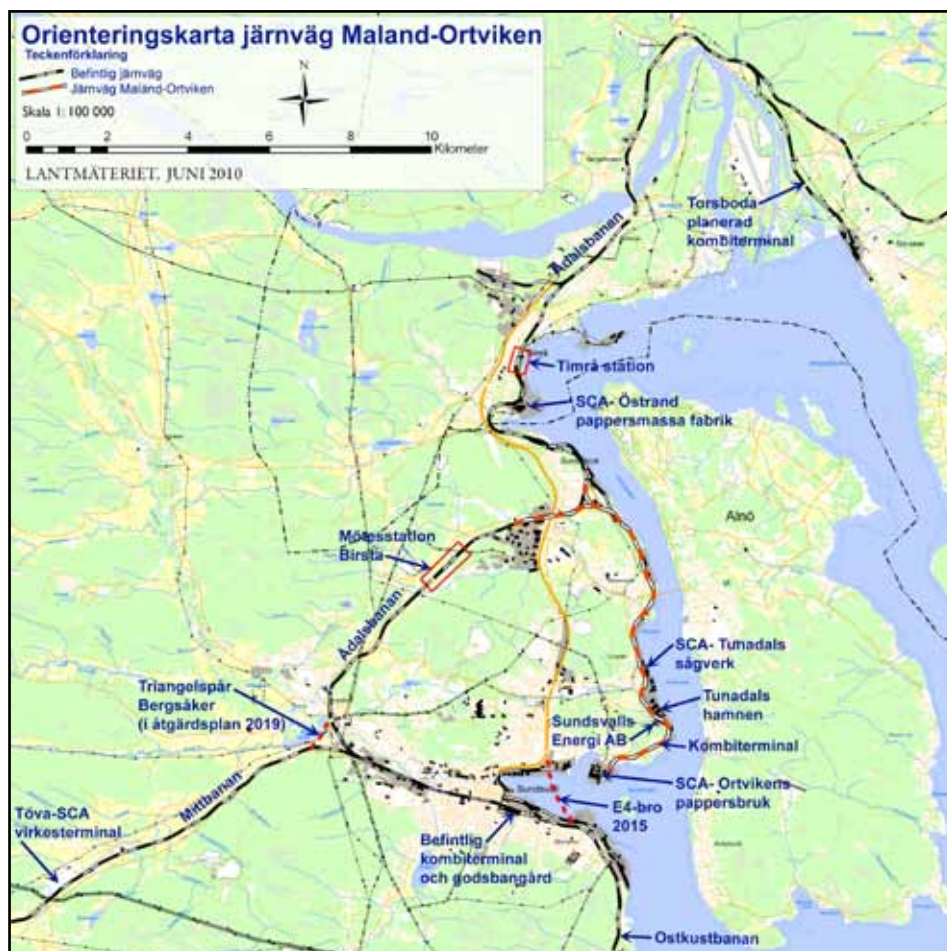 Orienteringskarta järnväg Maland-Ortviken
Teckenförklaring
Befintlig järnväg
Järnväg Maland-Ortviken
Skala 1: 100 000
N
0 2 4 6 8 10
Kilometer
LANTMÄTERIET, JUNI 2010
Torsboda
planerad
kombiterminal
Ådalsbanan
Timrå station
SCA- Östrand
pappersmassa fabrik
Alnö
Mötesstation
Birsta
Ådalsbanan
SCA- Tunadals
sågverk
Triangelspår
Bergsåker
(i åtgärdsplan 2019)
Tunadals
hamnen
Sundsvalls
Energi AB
Kombiterminal
Mittbanan
SCA- Ortvikens
pappersbruk
E4-bro
2015
Töva-SCA
virkesterminal
Befintlig
kombiterminal
och godsbangård
Ostkustbanan